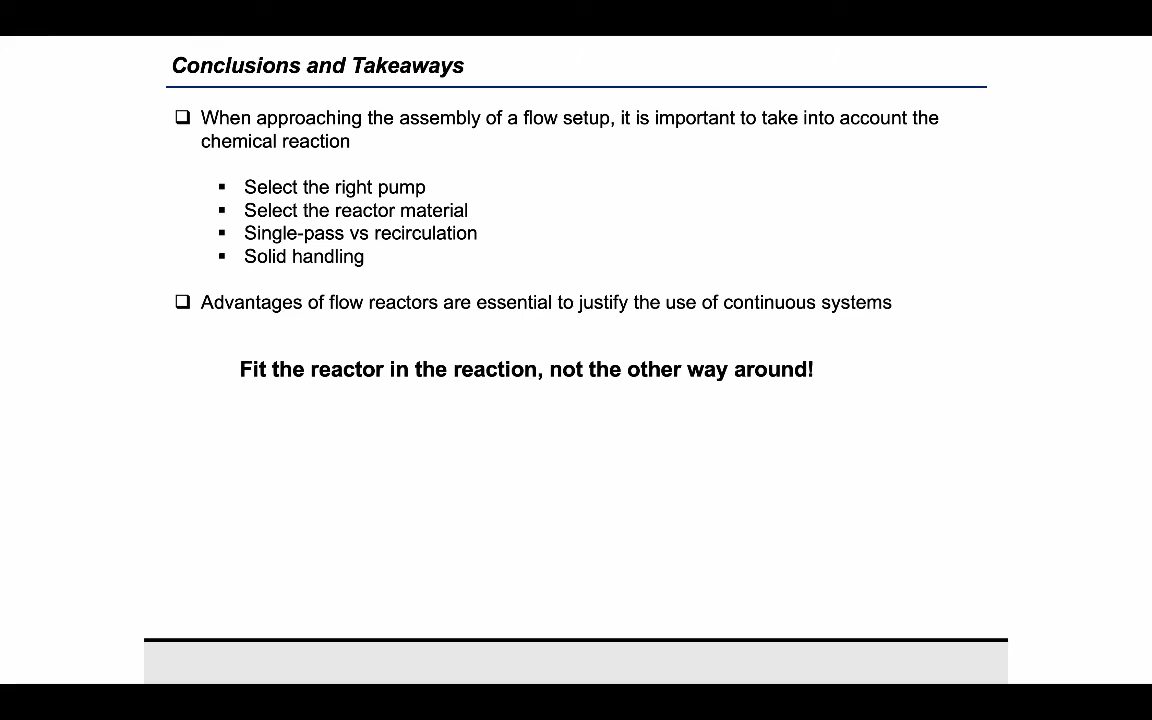 Conclusions and Takeaways
❑ When approaching the assembly of a flow setup, it is important to take into account the
chemical reaction
▪ Select the right pump
▪ Select the reactor material
▪ Single-pass vs recirculation
▪ Solid handling
❑ Advantages of flow reactors are essential to justify the use of continuous systems
Fit the reactor in the reaction, not the other way around!